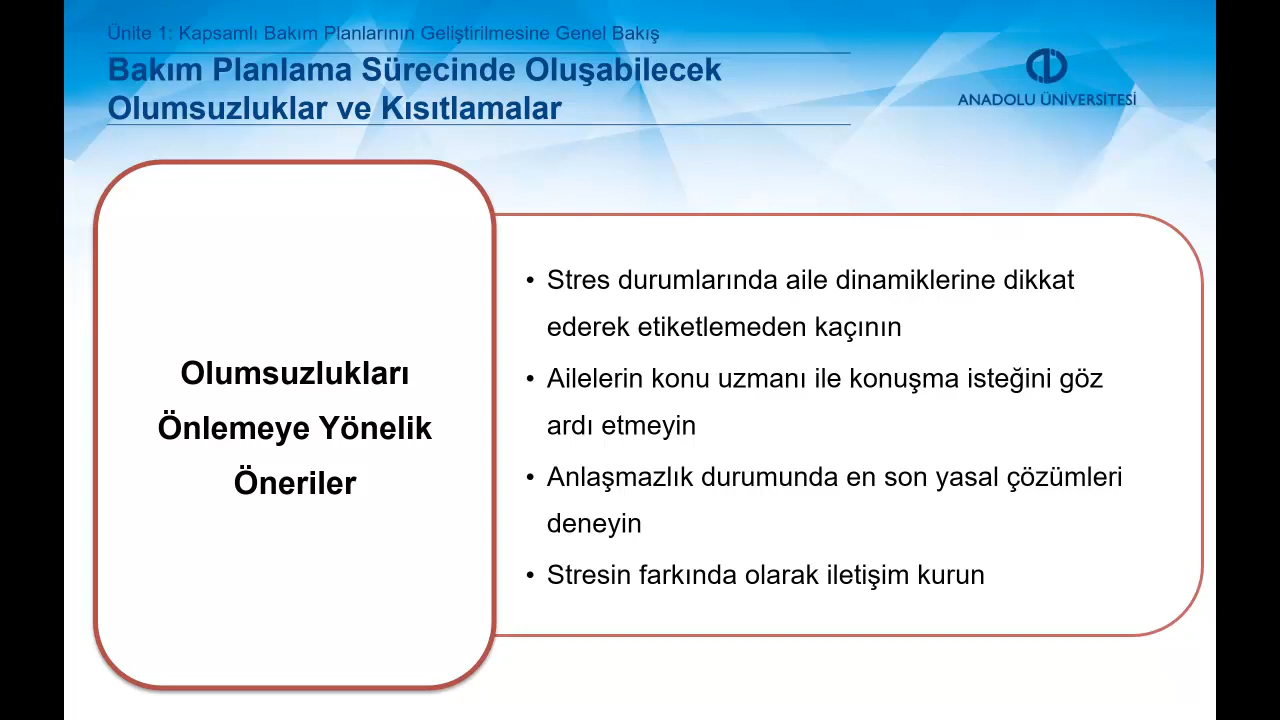 Ünite 1: Kapsamlı Bakım Planlarının Geliştirilmesine Genel Bakış
Bakım Planlama Sürecinde Oluşabilecek
Olumsuzluklar ve Kısıtlamalar
ANADOLU ÜNİVERSİTESİ
Olumsuzlukları
Önlemeye Yönelik
Öneriler
• Stres durumlarında aile dinamiklerine dikkat
ederek etiketlemeden kaçının
• Ailelerin konu uzmanı ile konuşma isteğini göz
ardı etmeyin
• Anlaşmazlık durumunda en son yasal çözümleri
deneyin
• Stresin farkında olarak iletişim kurun